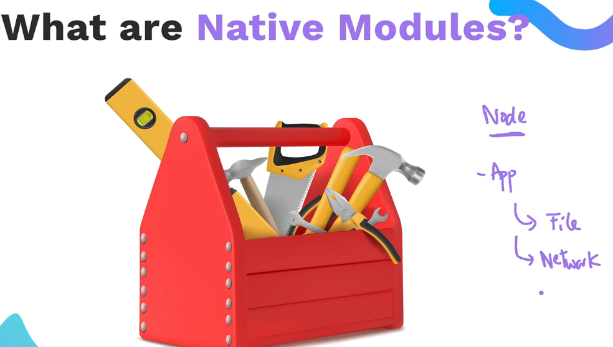 What are Native Modules?
Node
- App
File
Network